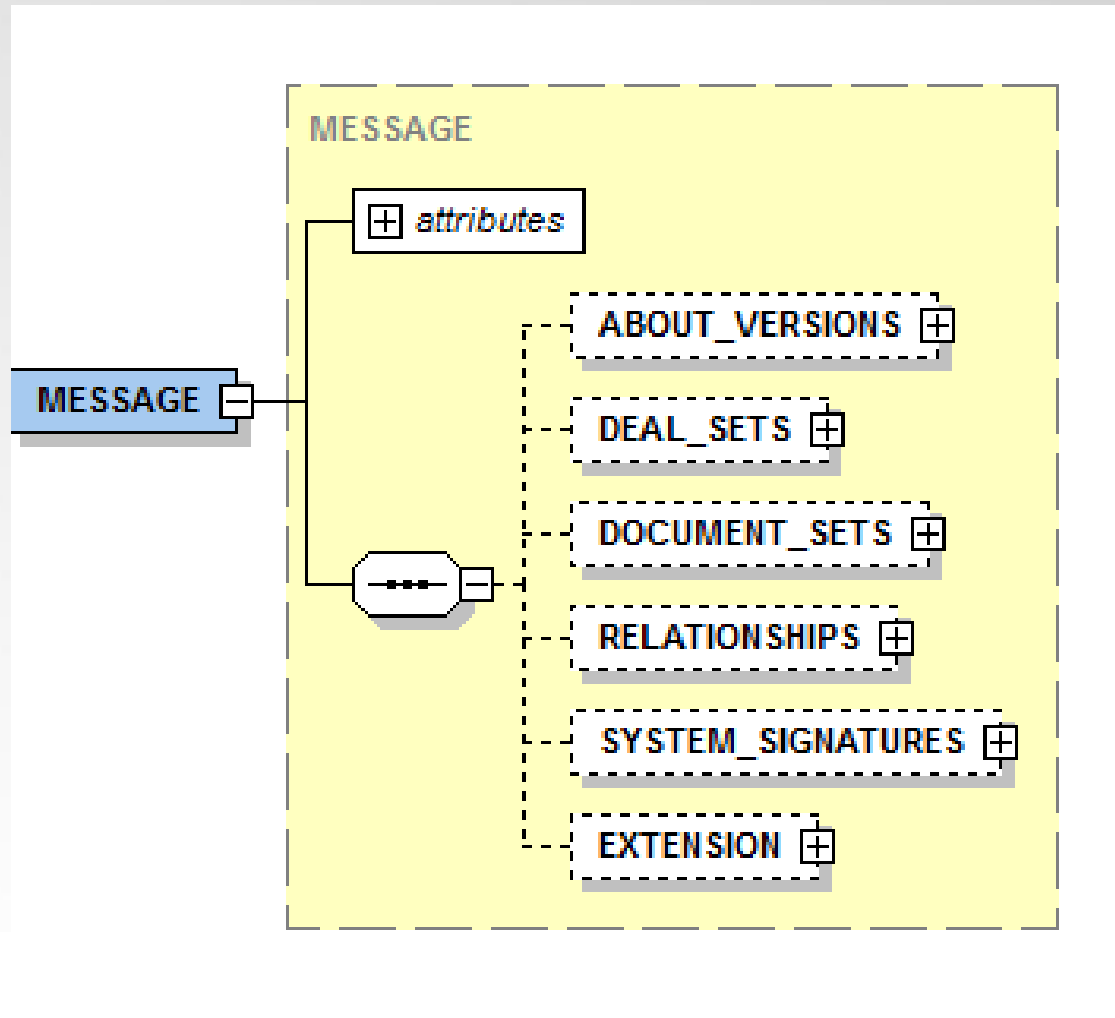 MESSAGE
attributes
ABOUT_VERSIONS
MESSAGE
DEAL_SETS
DOCUMENT_SETS
RELATIONSHIPS
SYSTEM_SIGNATURES
EXTENSION